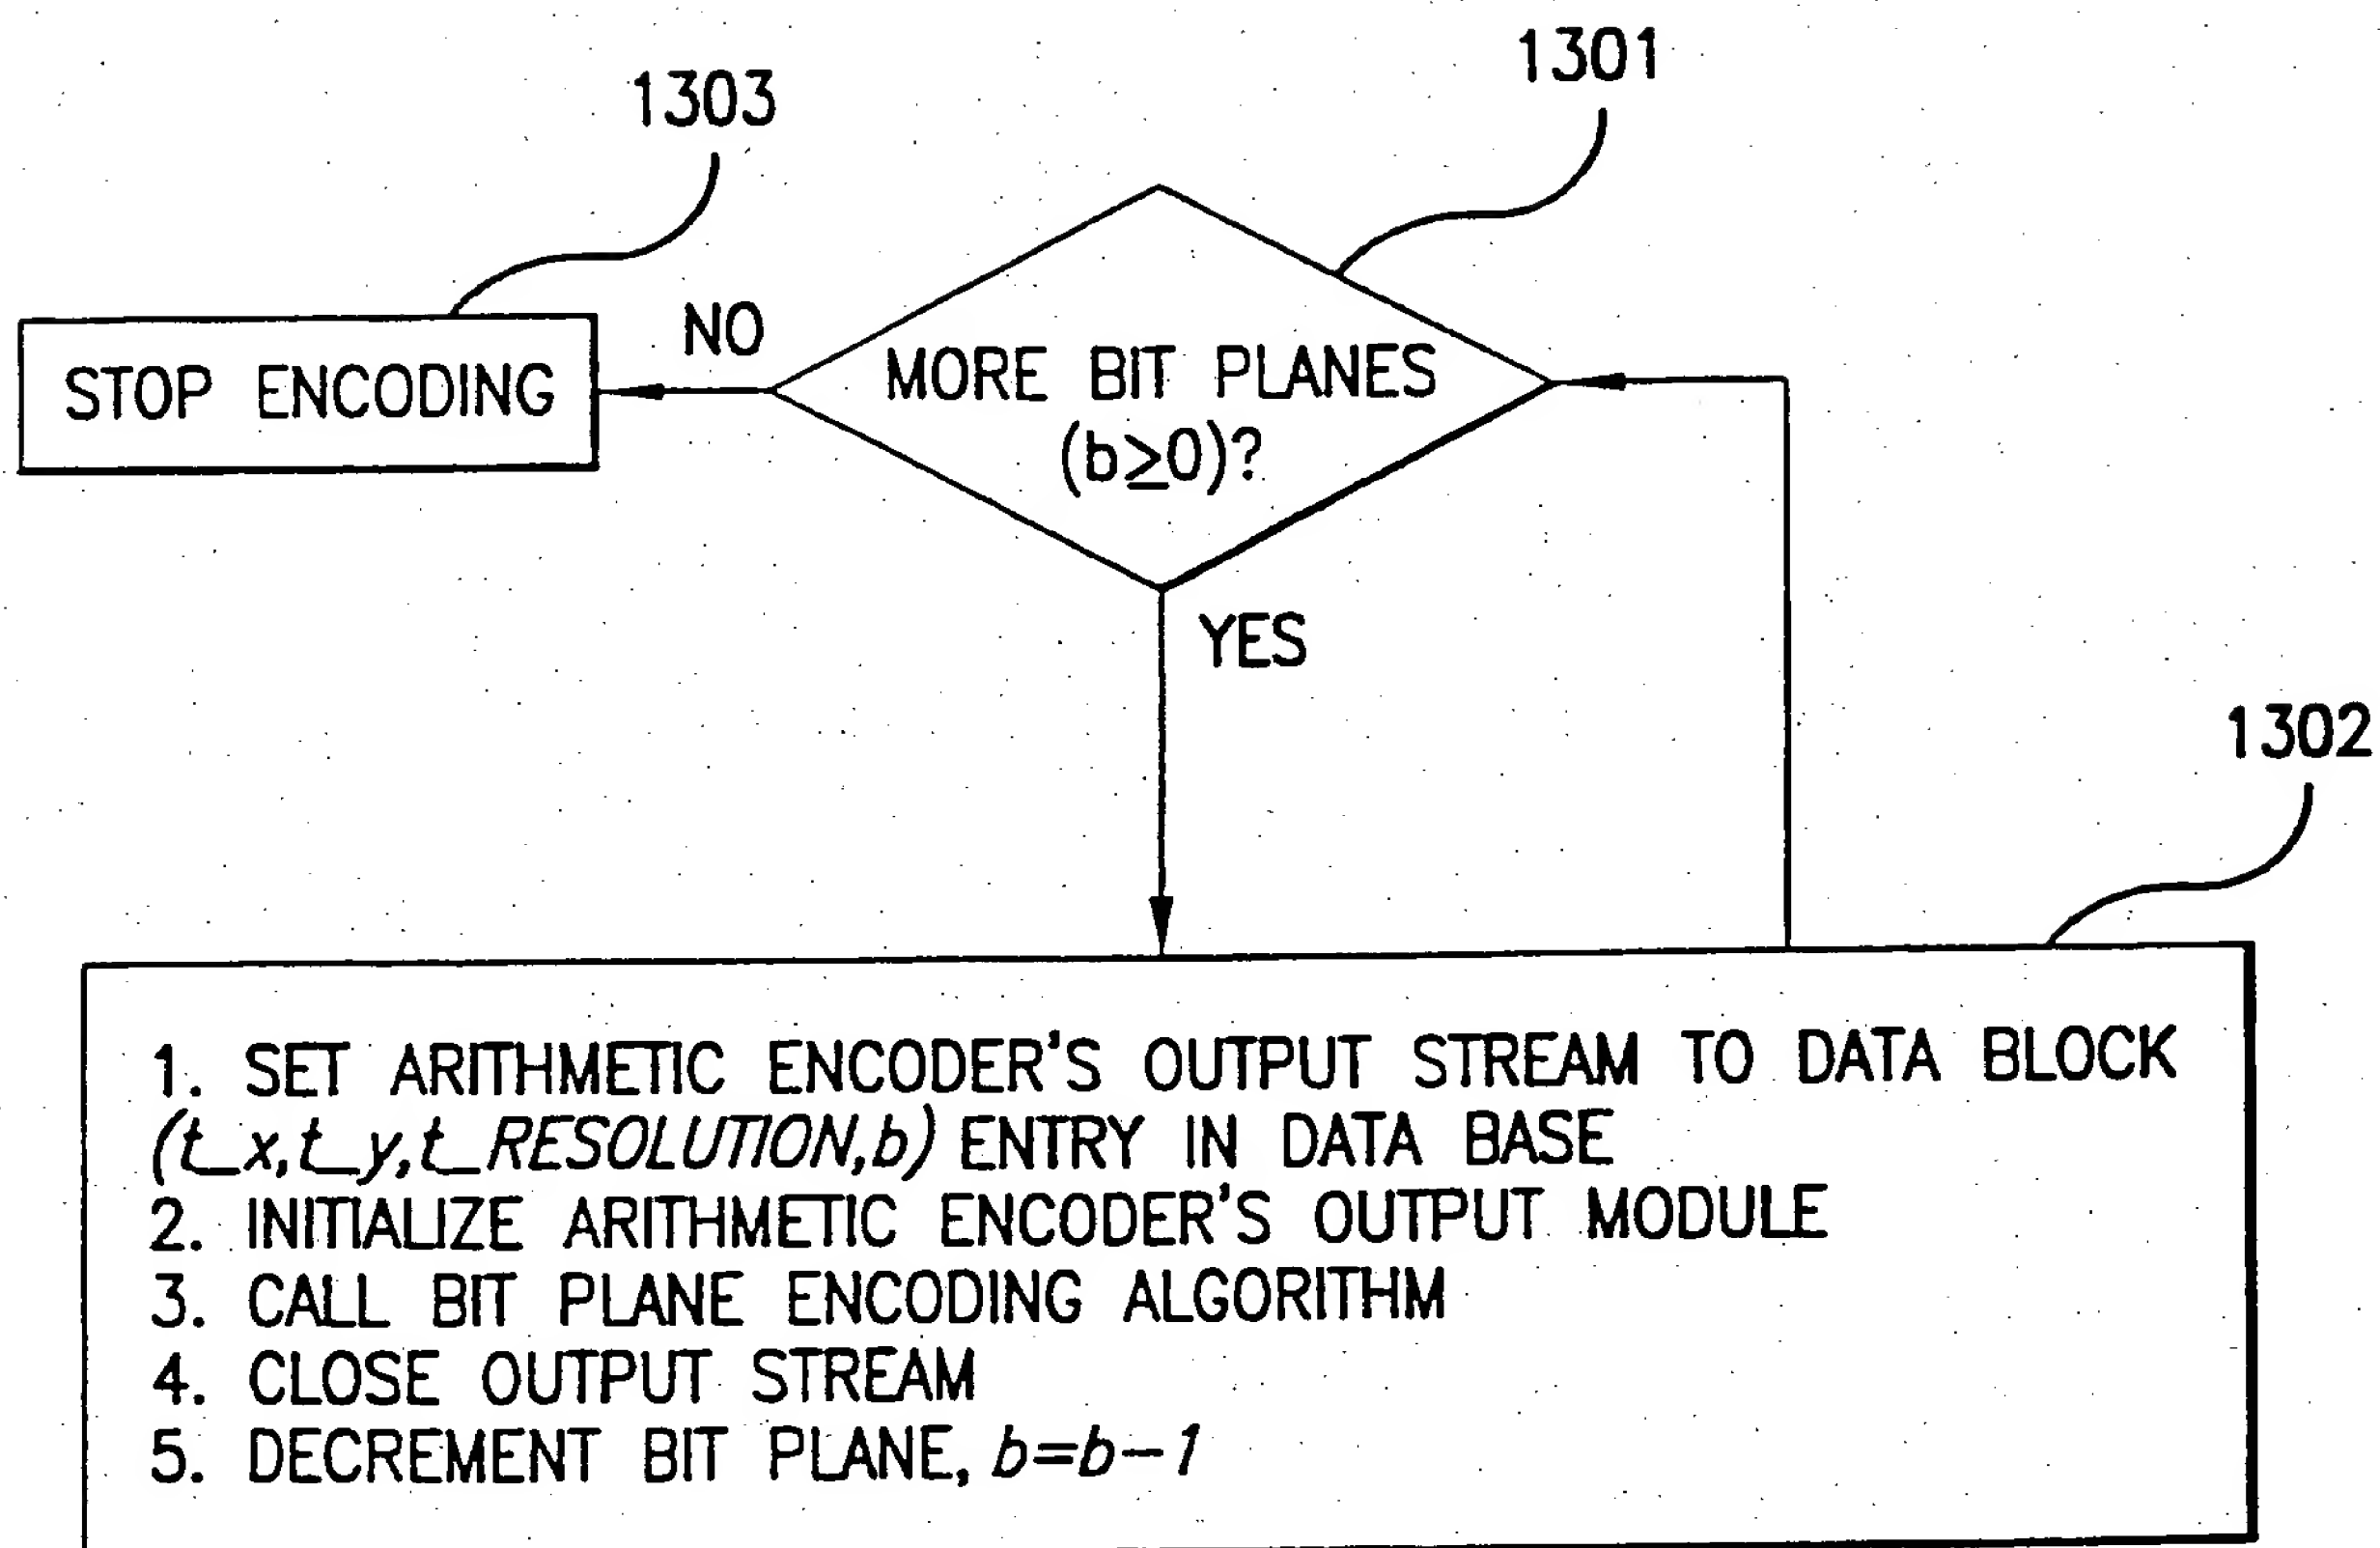 1301
1303
NO
MORE BIT PLANES
(b≥0)?
STOP ENCODING
YES
1302
1. SET ARITHMETIC ENCODER'S OUTPUT STREAM TO DATA BLOCK
(t_x,t_y,t_RESOLUTION,b) ENTRY IN DATA BASE
2. INITIALIZE ARITHMETIC ENCODER'S OUTPUT MODULE
3. CALL BIT PLANE ENCODING ALGORITHM
4. CLOSE OUTPUT STREAM
5. DECREMENT BIT PLANE, b=b-1